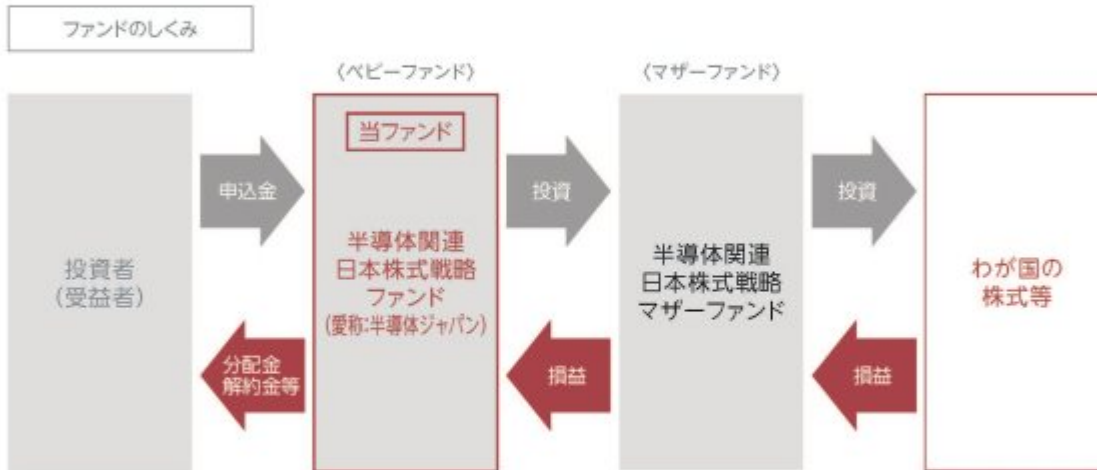 ファンドのしくみ
〈ベビーファンド〉
〈マザーファンド〉
投資者
(受益者)
申込金
分配金
解約金等
当ファンド
半導体関連
日本株式戦略
ファンド
(愛称:半導体ジャパン)
投資
損益
半導体関連
日本株式戦略
マザーファンド
投資
損益
わが国の
株式等